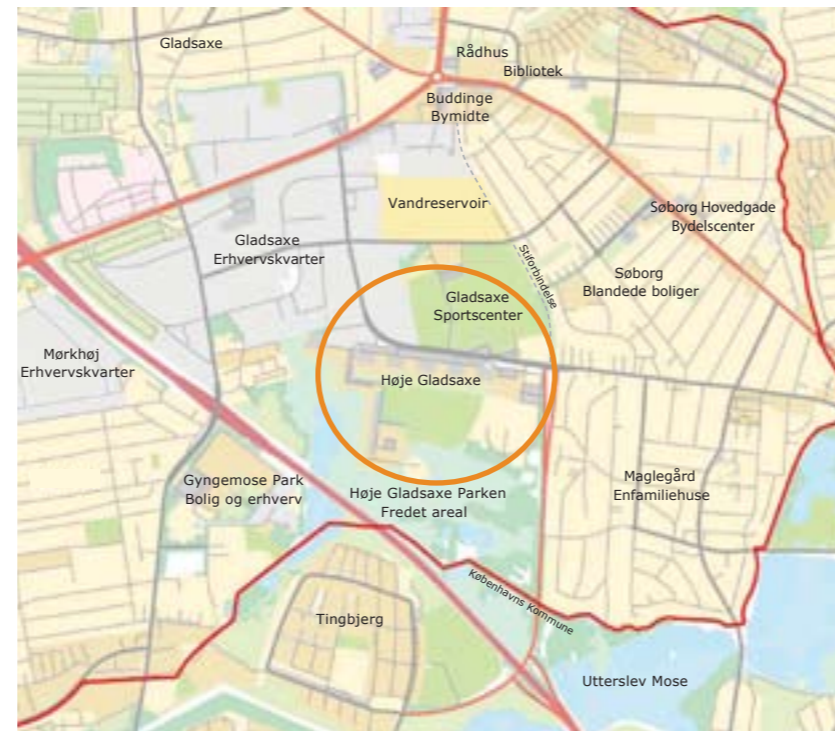 Gladsaxe
Rådhus
Bibliotek
Buddinge
Bymidte
Vandreservoir
Søborg Hovedgade
Bydelscenter
Gladsaxe
Erhvervskvarter
Stiforbindelse
Søborg
Blandede boliger
Gladsaxe
Sportscenter
Mørkhøj
Erhvervskvarter
Høje Gladsaxe
Gyngemose Park
Bolig og erhverv
Høje Gladsaxe Parken
Fredet areal
Maglegård
Enfamiliehuse
Københavns Kommune
Tingbjerg
Utterslev Mose